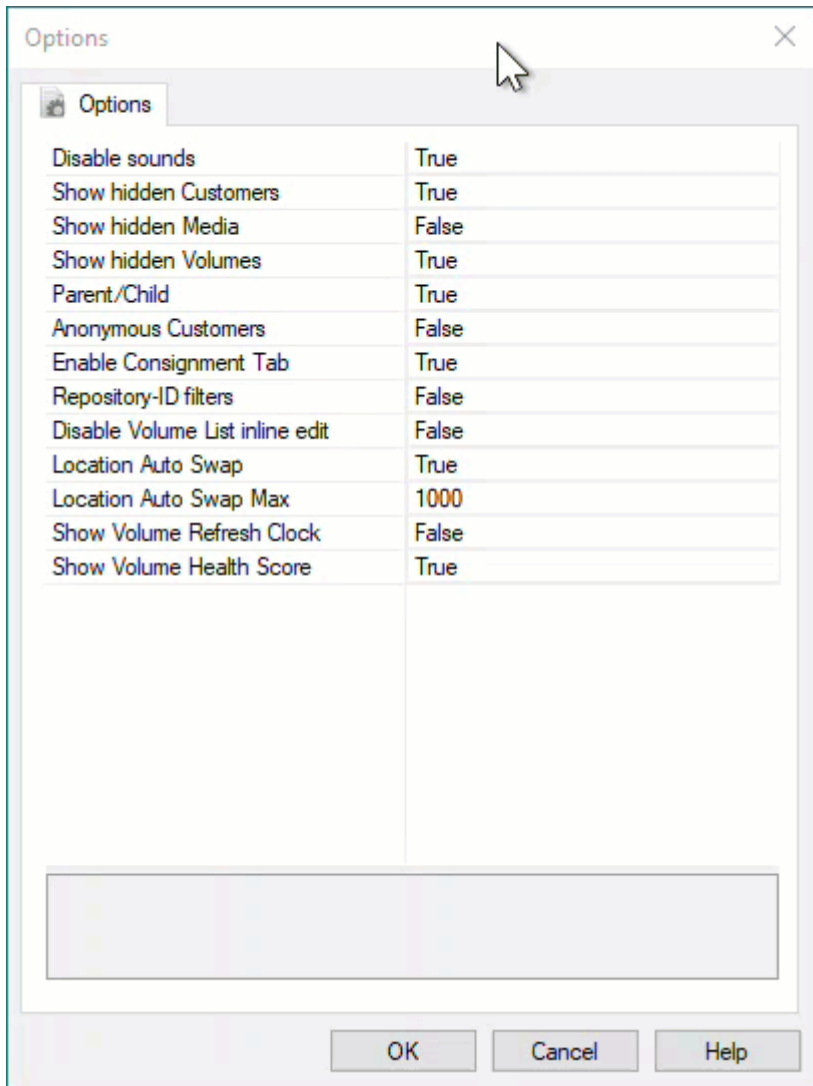 Options
Options
Disable sounds True
Show hidden Customers True
Show hidden Media False
Show hidden Volumes True
Parent/Child True
Anonymous Customers False
Enable Consignment Tab True
Repository-ID filters False
Disable Volume List inline edit False
Location Auto Swap True
Location Auto Swap Max 1000
Show Volume Refresh Clock False
Show Volume Health Score True
OK Cancel Help